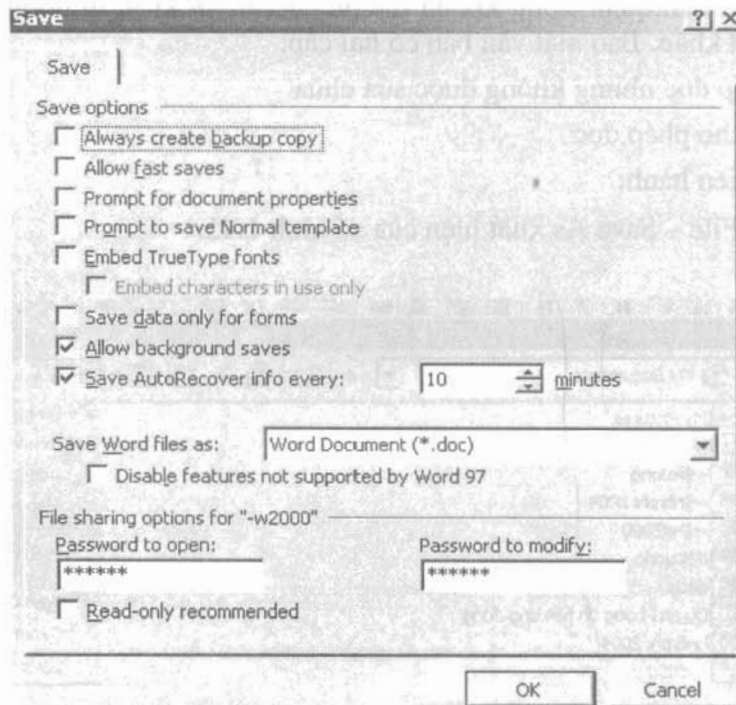 Save ? X
Save
Save options
Always create backup copy
Allow fast saves
Prompt for document properties
Prompt to save Normal template
Embed TrueType fonts
Embed characters in use only
Save data only for forms
Allow background saves
Save AutoRecover info every: 10 minutes
Save Word files as: Word Document (*.doc)
Disable features not supported by Word 97
File sharing options for "-w2000"
Password to open: Password to modify:
****** ******
Read-only recommended
OK Cancel